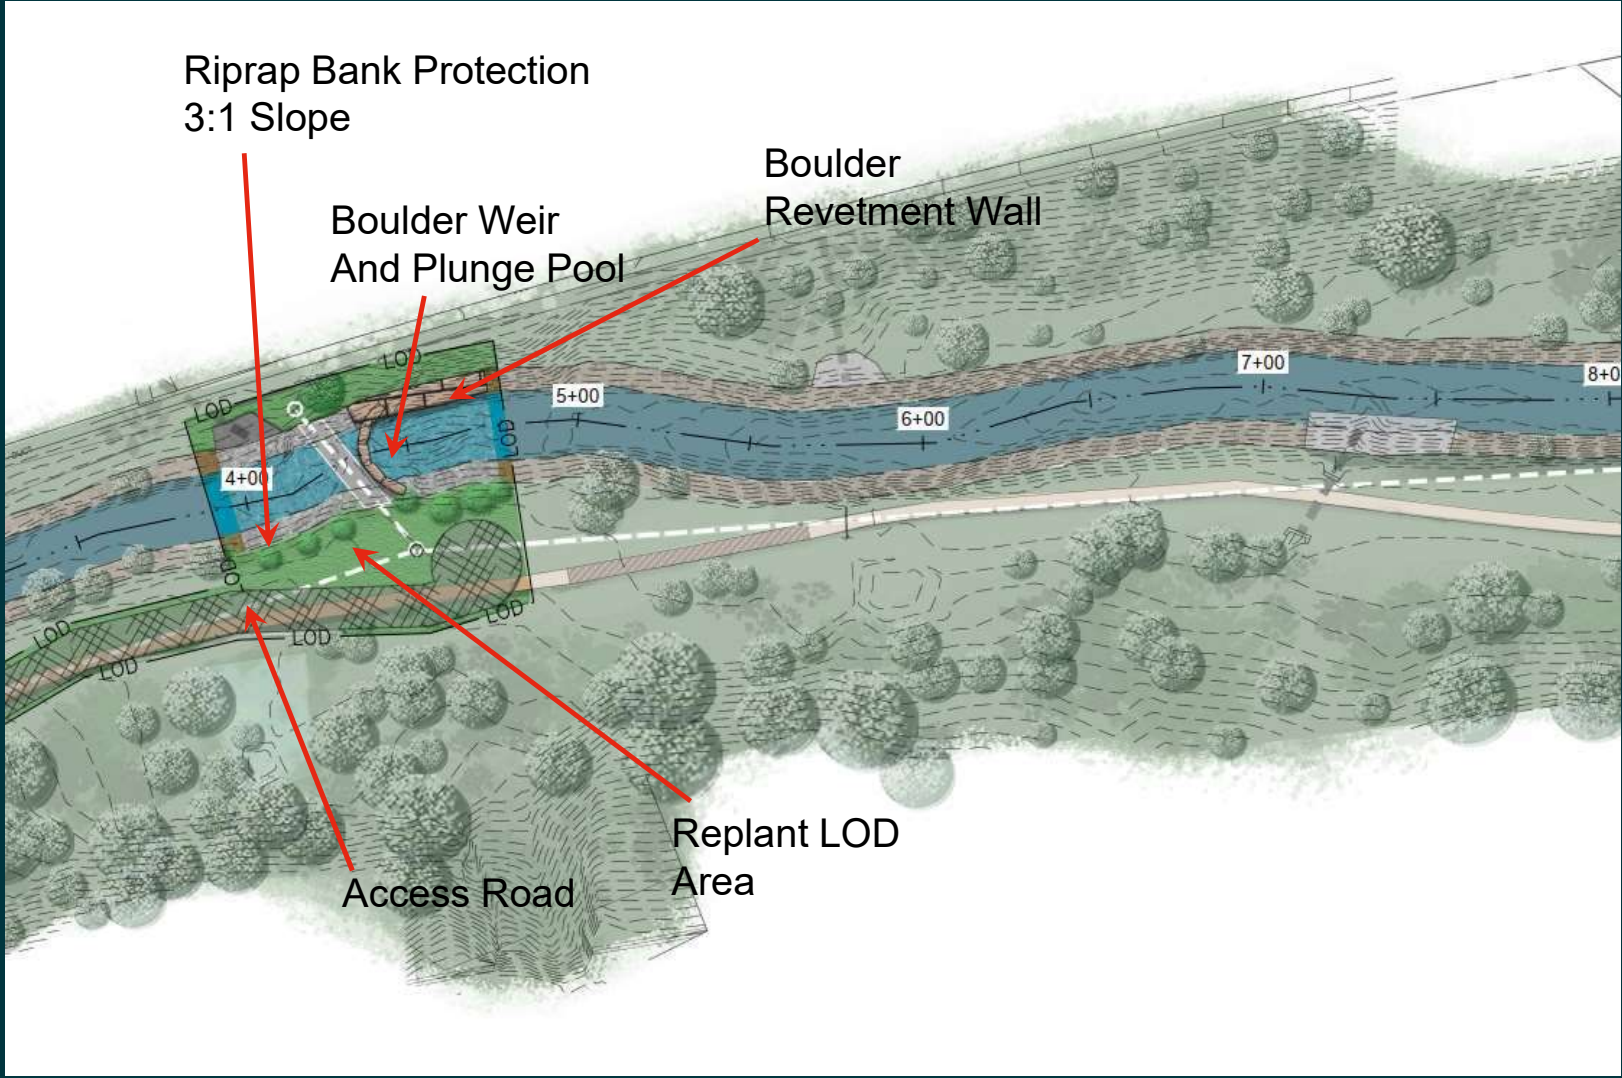 Riprap Bank Protection
3:1 Slope
Boulder Weir
And Plunge Pool
Boulder
Revetment Wall
LOD
LOD
LOD
LOD
LOD
LOD
LOD
LOD
4+00
5+00
6+00
7+00
8+0
Replant LOD
Area
Access Road